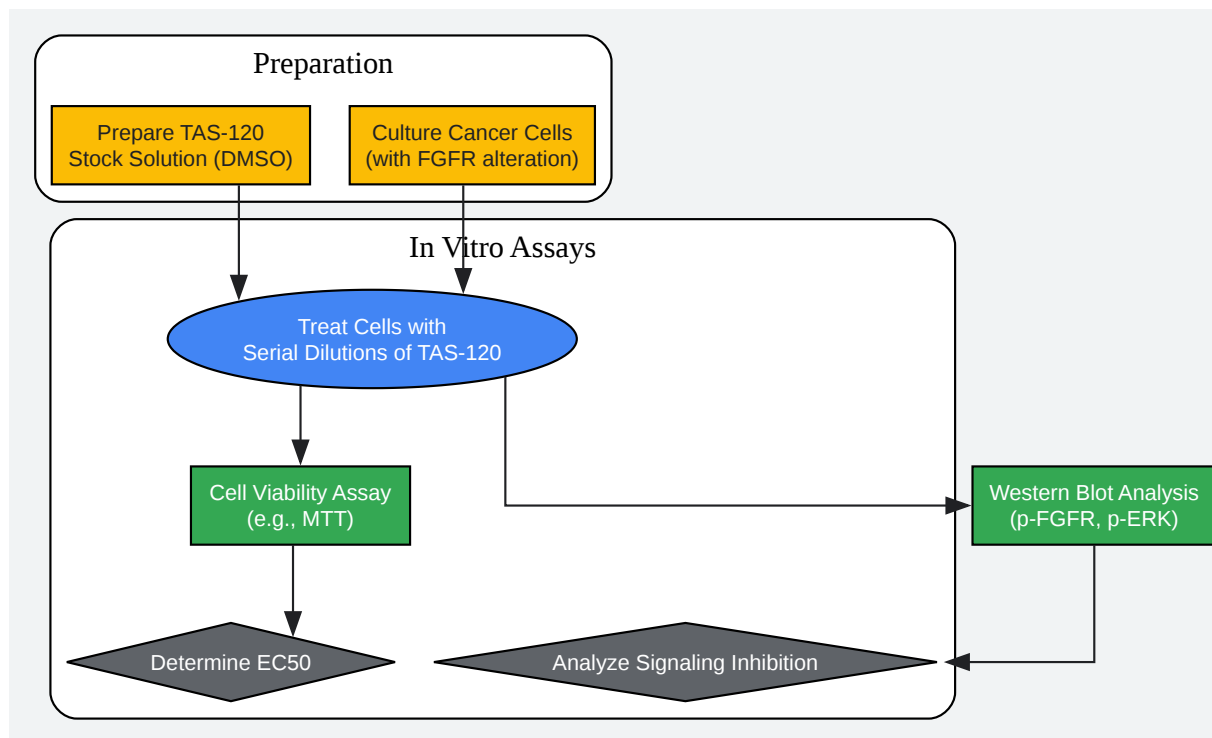 Preparation
Prepare TAS-120
Stock Solution (DMSO)
Culture Cancer Cells
(with FGFR alteration)
In Vitro Assays
Treat Cells with
Serial Dilutions of TAS-120
Cell Viability Assay
(e.g., MTT)
Western Blot Analysis
(p-FGFR, p-ERK)
Determine EC50
Analyze Signaling Inhibition